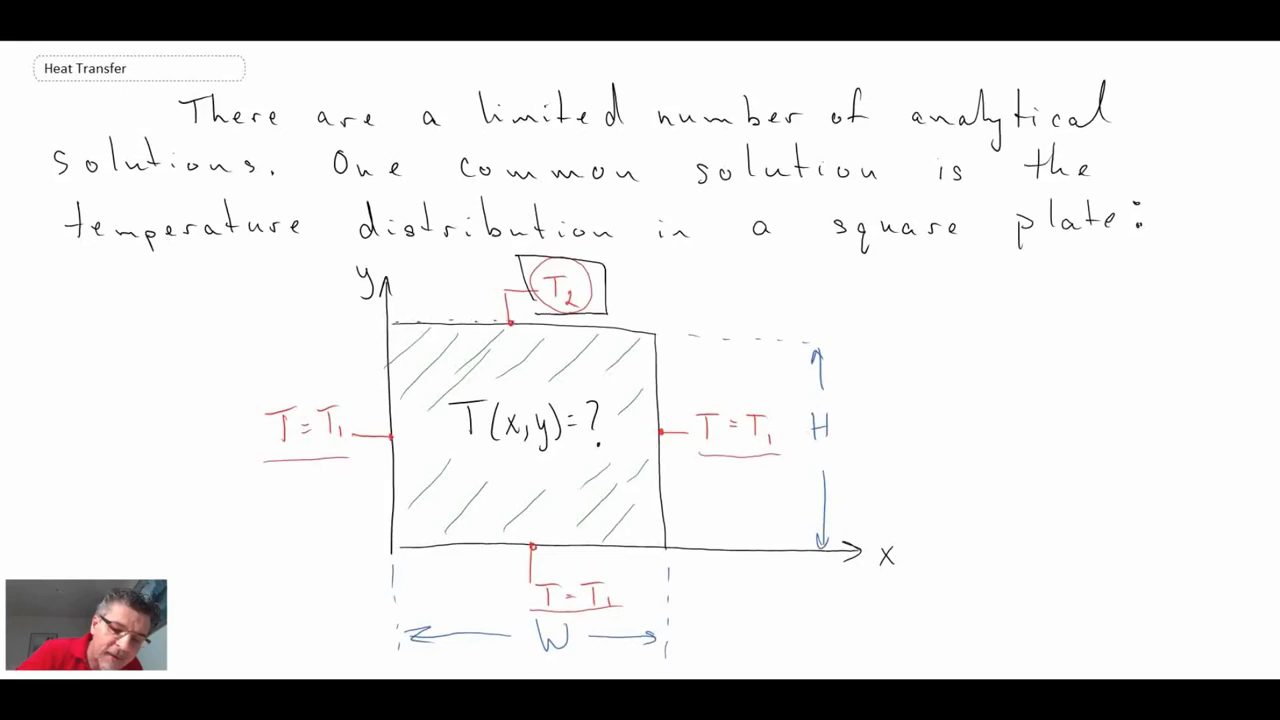 Heat Transfer
There are a limited number of analytical
solutions. One common solution is the
temperature distribution in a square plate:
y
T₂
T=T₁
T(x,y)=?
T=T₁
H
x
T=T₁
W